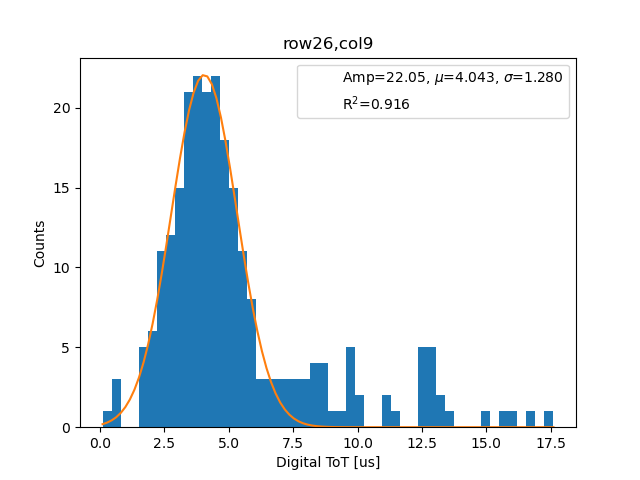 row26,col9
Amp=22.05, μ=4.043, σ=1.280
R²=0.916
Counts
20
15
10
5
0
0.0 2.5 5.0 7.5 10.0 12.5 15.0 17.5
Digital ToT [us]